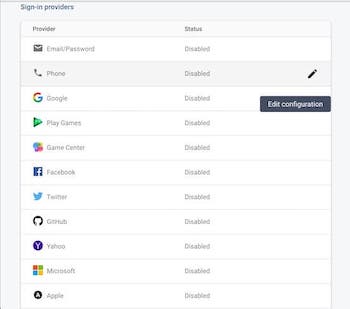 Sign-in providers
Provider Status
Email/Password Disabled
Phone Disabled
Google Disabled
Edit configuration
Play Games Disabled
Game Center Disabled
Facebook Disabled
Twitter Disabled
GitHub Disabled
Yahoo Disabled
Microsoft Disabled
Apple Disabled